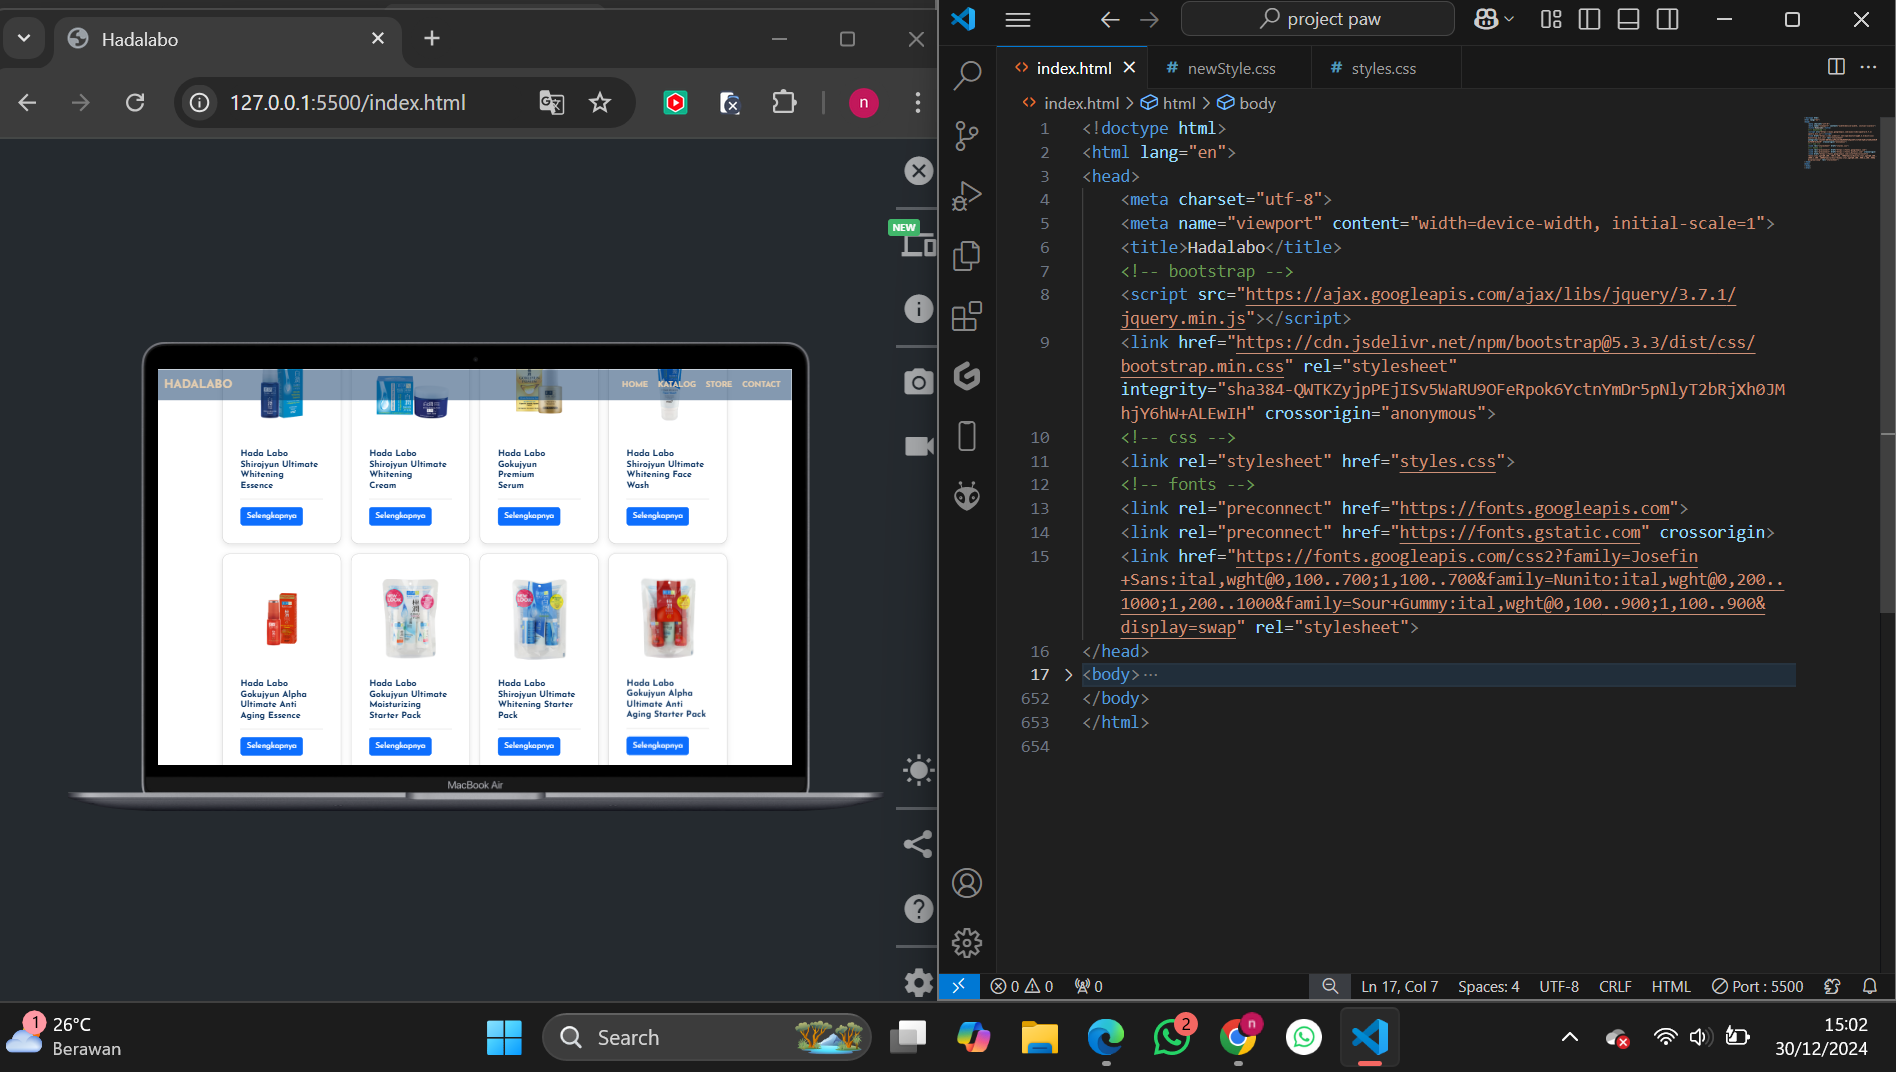 Hadalabo
127.0.0.1:5500/index.html
n
NEW
HADALABO
HOME KATALOG STORE CONTACT
Hada Labo
Shirojyun Ultimate
Whitening
Essence
Selengkapnya
Hada Labo
Shirojyun Ultimate
Whitening
Cream
Selengkapnya
Hada Labo
Gokujyun
Premium
Serum
Selengkapnya
Hada Labo
Shirojyun Ultimate
Whitening Face
Wash
Selengkapnya
Hada Labo
Gokujyun Alpha
Ultimate Anti
Aging Essence
Selengkapnya
NEW LOOK
Hada Labo
Gokujyun Ultimate
Moisturizing
Starter Pack
Selengkapnya
NEW LOOK
Hada Labo
Shirojyun Ultimate
Whitening Starter
Pack
Selengkapnya
Hada Labo
Gokujyun Alpha
Ultimate Anti
Aging Starter Pack
Selengkapnya
MacBook Air
project paw
index.html
newStyle.css
styles.css
index.html > html > body
1 <!doctype html>
2 <html lang="en">
3 <head>
4 <meta charset="utf-8">
5 <meta name="viewport" content="width=device-width, initial-scale=1">
6 <title>Hadalabo</title>
7 <!-- bootstrap -->
8 <script src="https://ajax.googleapis.com/ajax/libs/jquery/3.7.1/
jquery.min.js"></script>
9 <link href="https://cdn.jsdelivr.net/npm/bootstrap@5.3.3/dist/css/
bootstrap.min.css" rel="stylesheet"
integrity="sha384-QWTKZyjpPEjISv5WaRU9OFeRpok6YctnYmDr5pNlyT2bRjXh0JM
hjY6hW+ALEwIH" crossorigin="anonymous">
10 <!-- css -->
11 <link rel="stylesheet" href="styles.css">
12 <!-- fonts -->
13 <link rel="preconnect" href="https://fonts.googleapis.com">
14 <link rel="preconnect" href="https://fonts.gstatic.com" crossorigin>
15 <link href="https://fonts.googleapis.com/css2?family=Josefin
+Sans:ital,wght@0,100..700;1,100..700&family=Nunito:ital,wght@0,200..
1000;1,200..1000&family=Sour+Gummy:ital,wght@0,100..900;1,100..900&
display=swap" rel="stylesheet">
16 </head>
17 <body>…
652 </body>
653 </html>
654
0 0 0 Ln 17, Col 7 Spaces: 4 UTF-8 CRLF HTML Port : 5500
1
26°C
Berawan
Search
2
n
15:02
30/12/2024